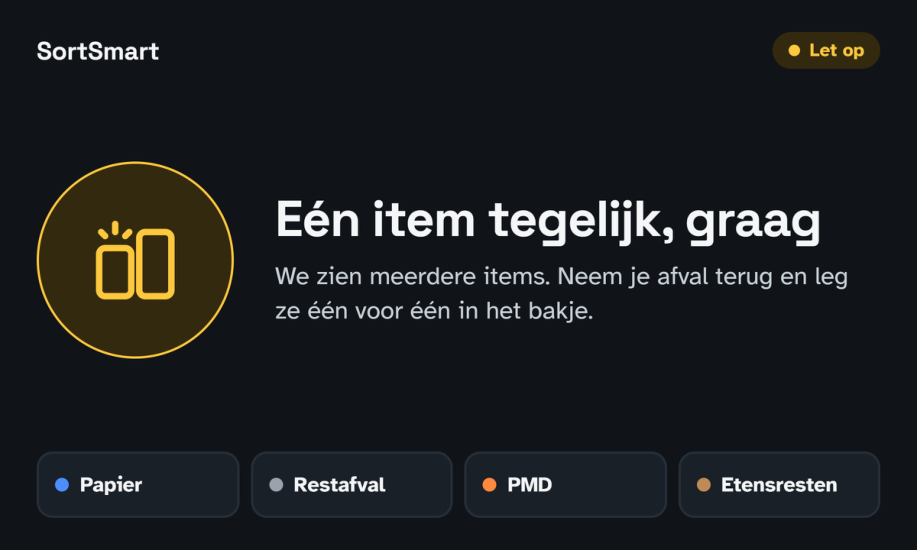 SortSmart
Let op
Eén item tegelijk, graag
We zien meerdere items. Neem je afval terug en leg
ze één voor één in het bakje.
Papier
Restafval
PMD
Etensresten